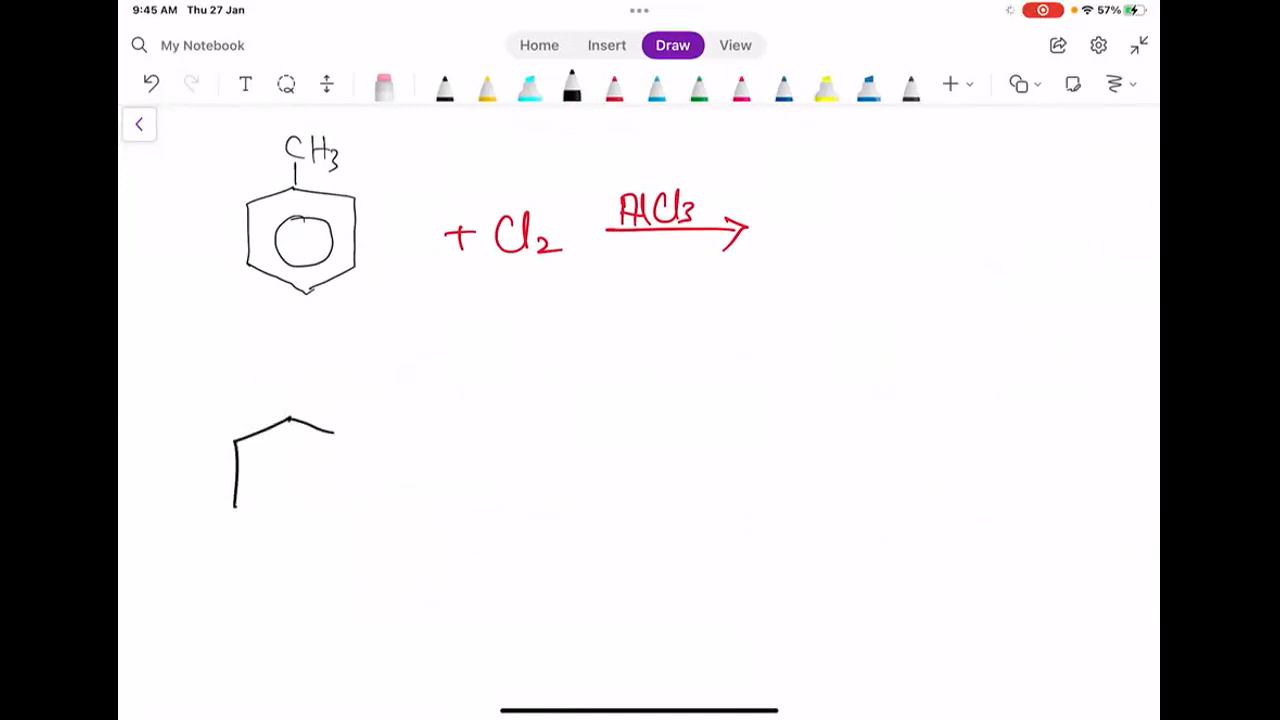 9:45 AM Thu 27 Jan
57%
My Notebook
Home Insert Draw View
T
CH3
+ Cl2 AlCl3